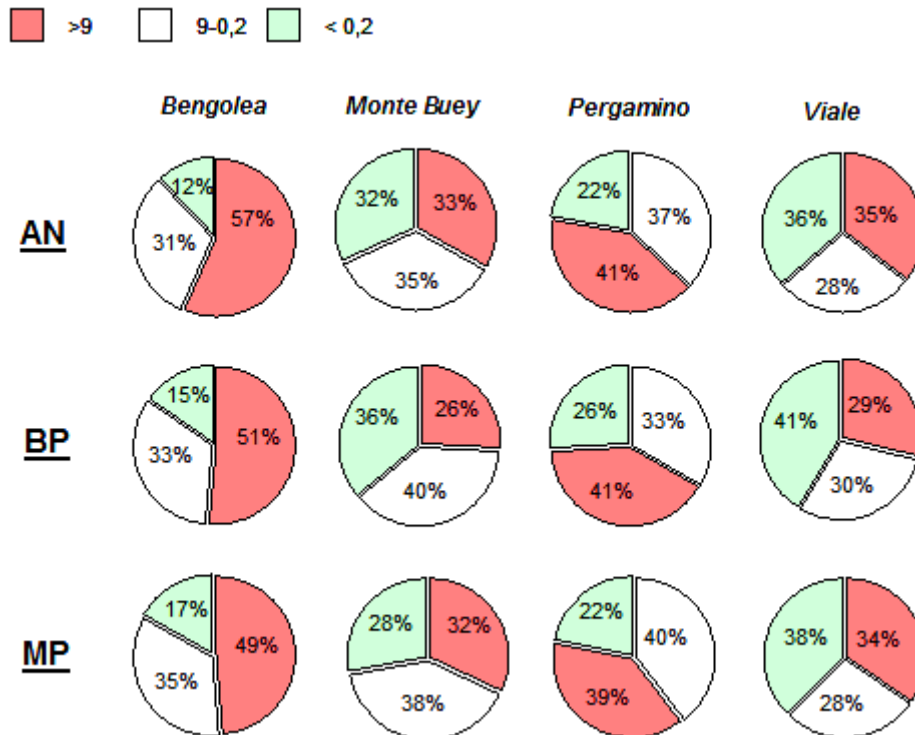 >9 9-0,2 < 0,2
Bengolea Monte Buey Pergamino Viale
12% 57% 32% 33% 22% 37% 36% 35%
AN 31% 35% 41% 28%
15% 51% 36% 26% 26% 33% 41% 29%
BP 33% 40% 41% 30%
17% 49% 28% 32% 22% 40% 38% 34%
MP 35% 38% 39% 28%